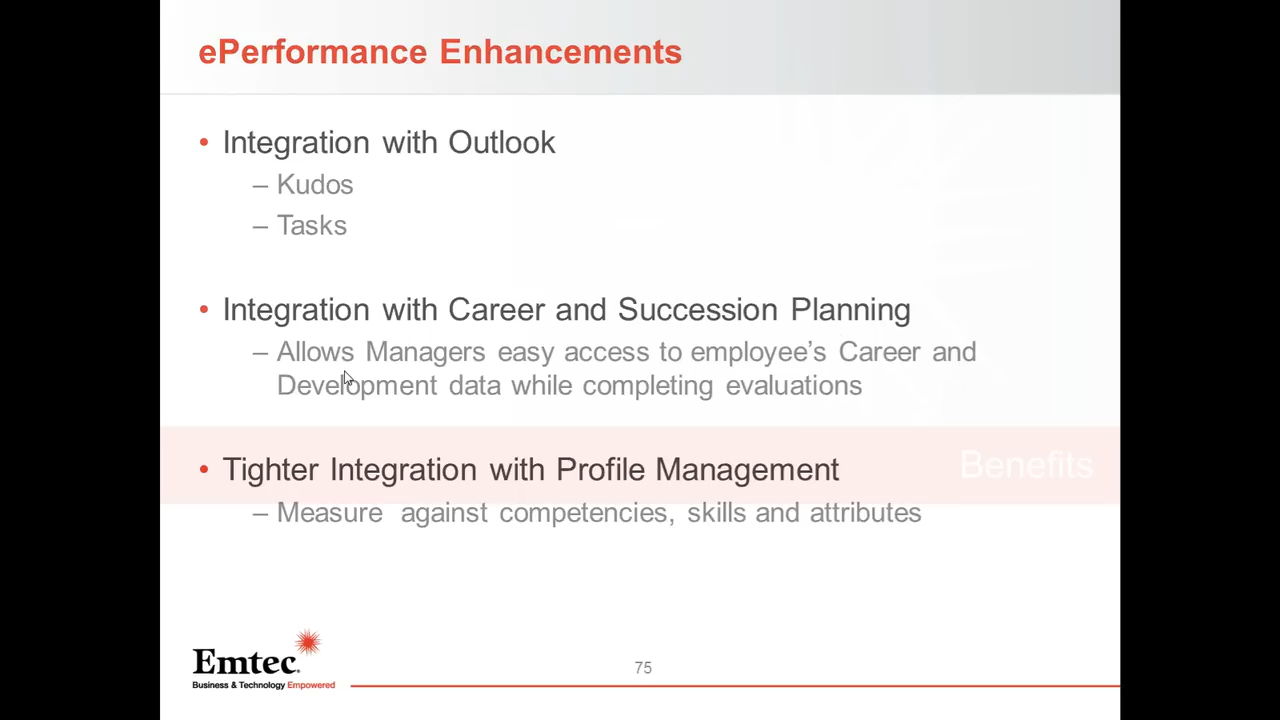 ePerformance Enhancements
• Integration with Outlook
– Kudos
– Tasks
• Integration with Career and Succession Planning
– Allows Managers easy access to employee’s Career and
Development data while completing evaluations
• Tighter Integration with Profile Management
Benefits
– Measure against competencies, skills and attributes
Emtec.
Business & Technology Empowered
75